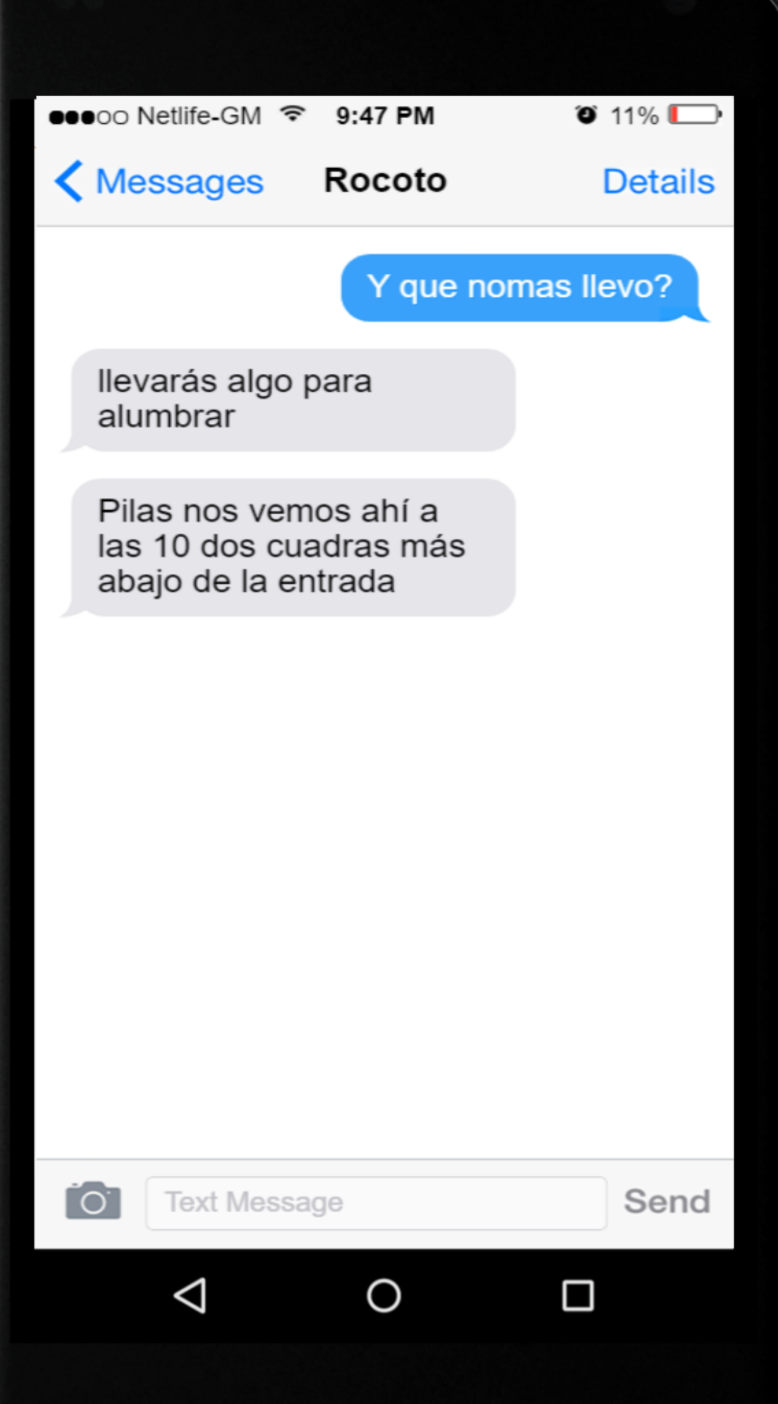 Netlife-GM 9:47 PM 11%
Messages Rocoto Details
Y que nomas llevo?
llevarás algo para
alumbrar
Pilas nos vemos ahí a
las 10 dos cuadras más
abajo de la entrada
Text Message Send